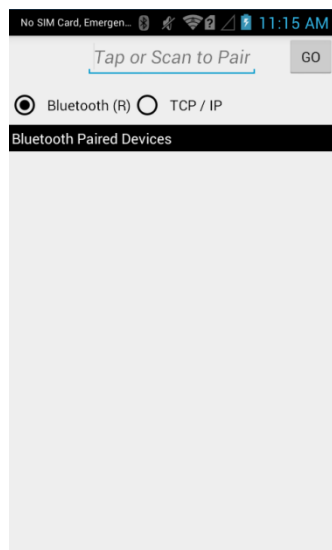 No SIM Card, Emergen... 11:15 AM
Tap or Scan to Pair GO
Bluetooth (R) TCP / IP
Bluetooth Paired Devices